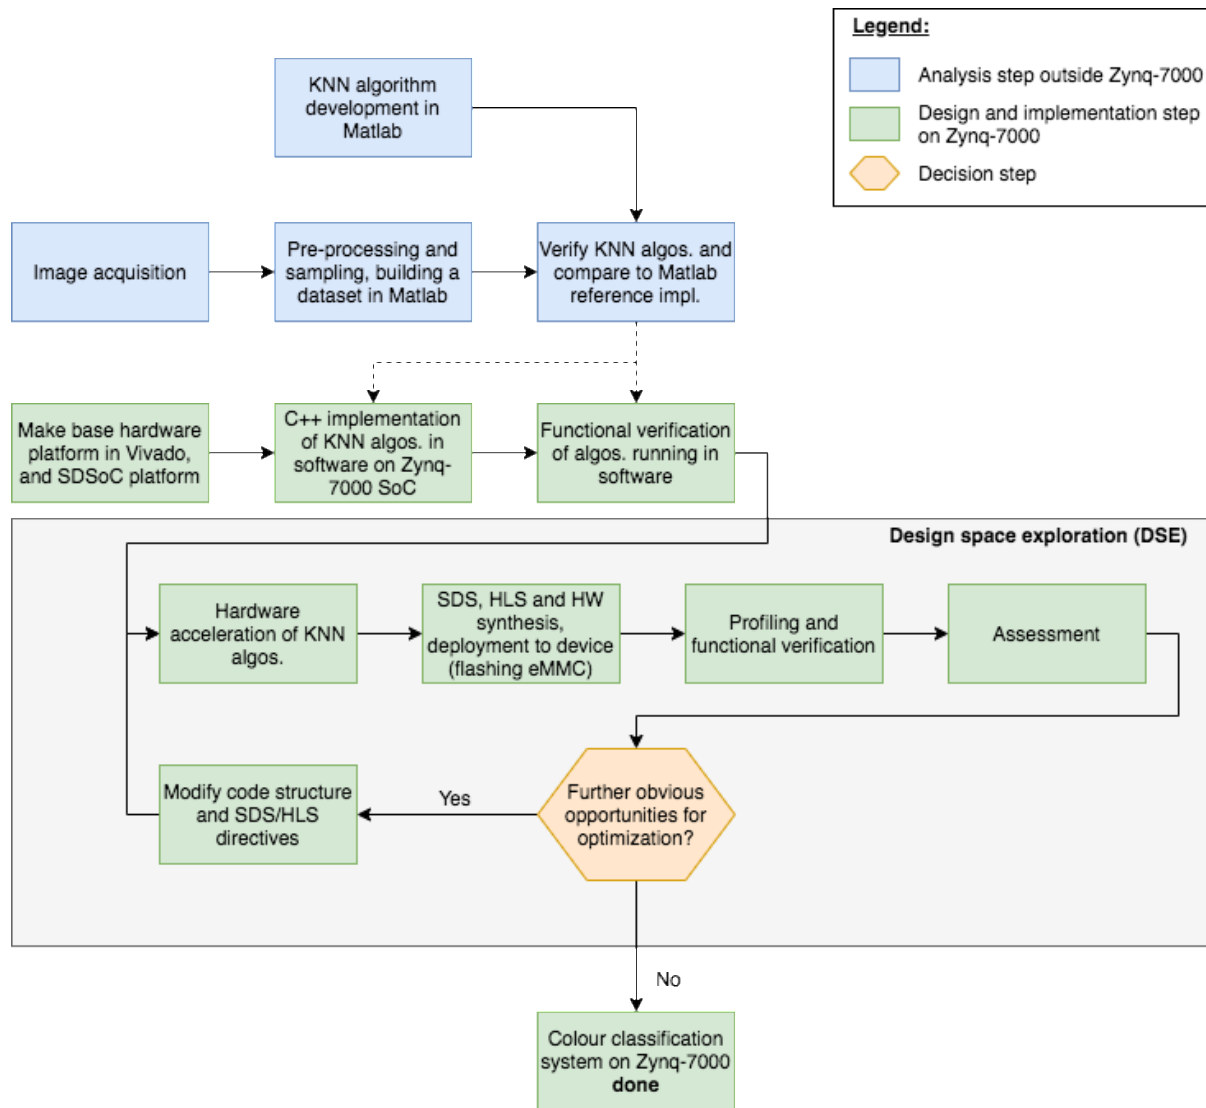 Legend:
Analysis step outside Zynq-7000
Design and implementation step
on Zynq-7000
Decision step
KNN algorithm
development in
Matlab
Image acquisition
Pre-processing and
sampling, building a
dataset in Matlab
Verify KNN algos. and
compare to Matlab
reference impl.
Make base hardware
platform in Vivado,
and SDSoC platform
C++ implementation
of KNN algos. in
software on Zynq-
7000 SoC
Functional verification
of algos. running in
software
Design space exploration (DSE)
Hardware
acceleration of KNN
algos.
SDS, HLS and HW
synthesis,
deployment to device
(flashing eMMC)
Profiling and
functional verification
Assessment
Further obvious
opportunities for
optimization?
Yes
Modify code structure
and SDS/HLS
directives
No
Colour classification
system on Zynq-7000
done